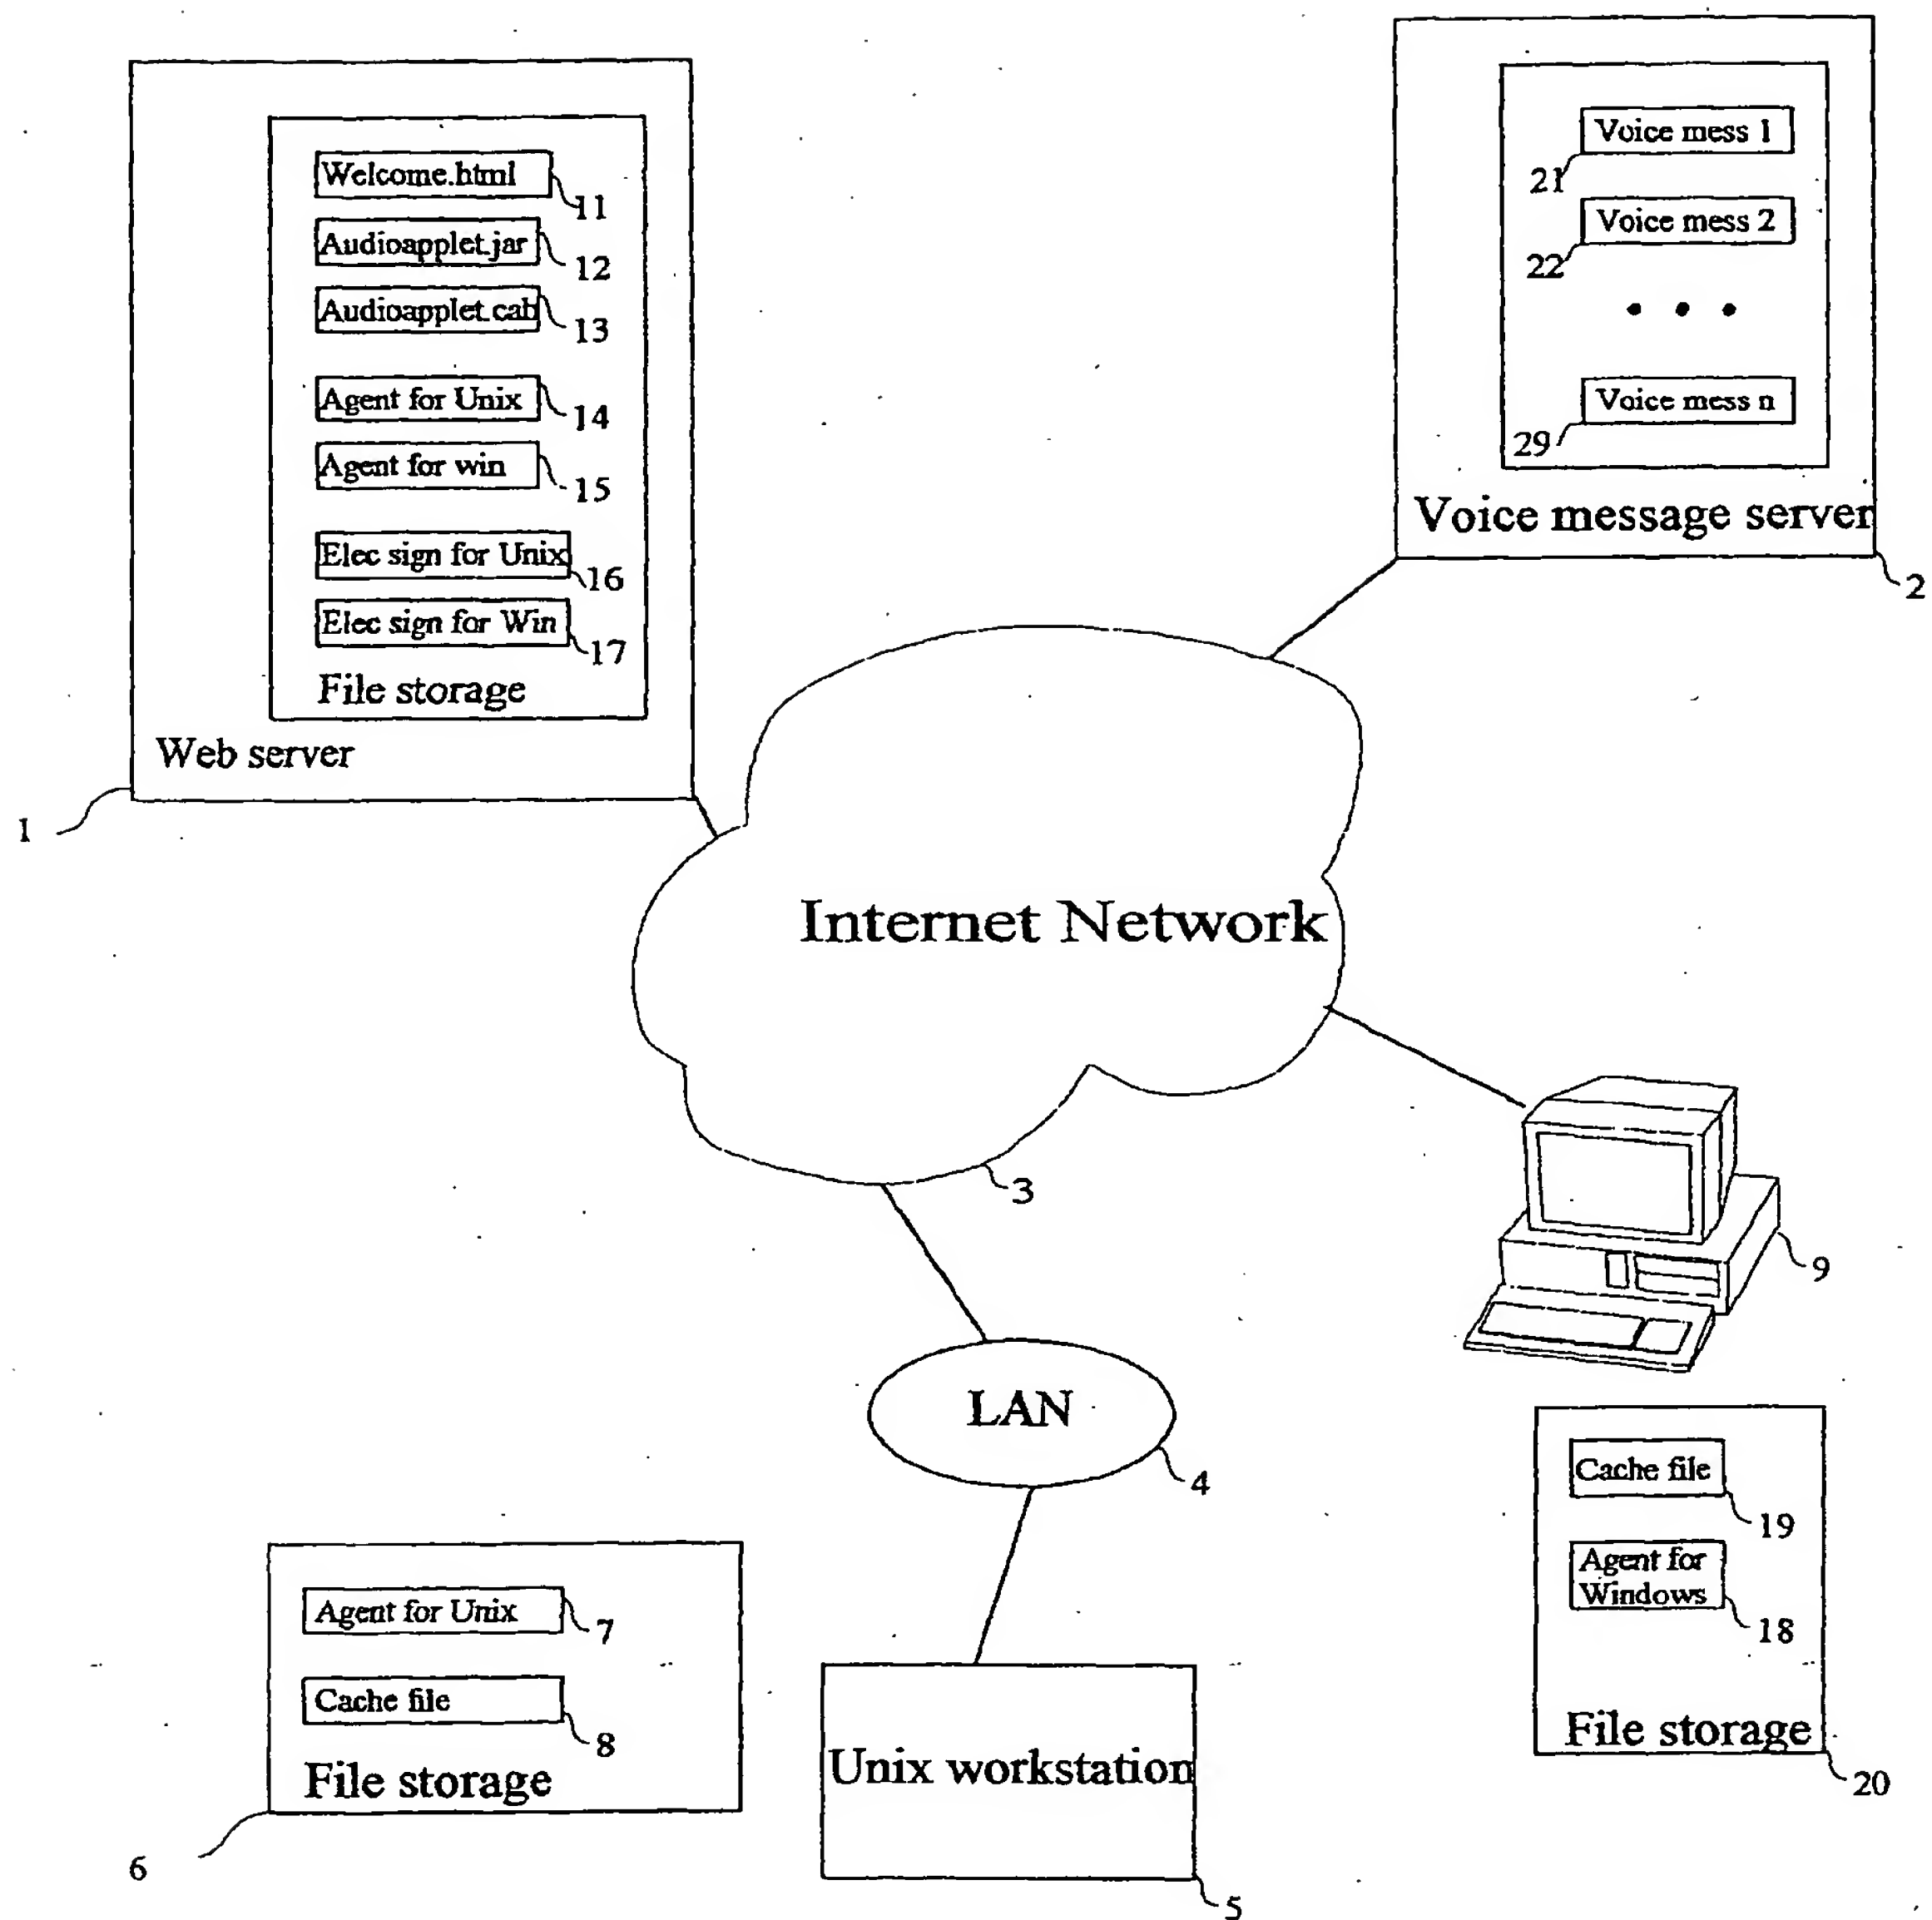 Welcome.html
11
Audioapplet.jar
12
Audioapplet.cab
13
Agent for Unix
14
Agent for win
15
Elec sign for Unix
16
Elec sign for Win
17
File storage
Web server
1
Voice mess 1
21
Voice mess 2
22
• • •
Voice mess n
29
Voice message server
2
Internet Network
3
9
LAN
4
Cache file
19
Agent for
Windows
18
File storage
20
Agent for Unix
7
Cache file
8
File storage
6
Unix workstation
5